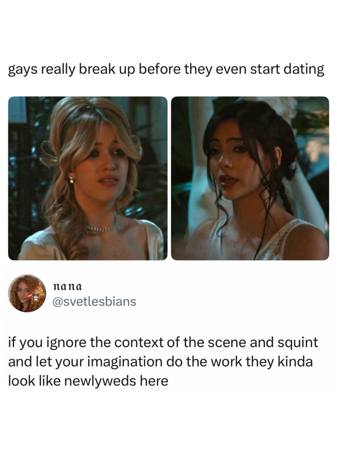 gays really break up before they even start dating
nana
@svetlesbians
if you ignore the context of the scene and squint
and let your imagination do the work they kinda
look like newlyweds here